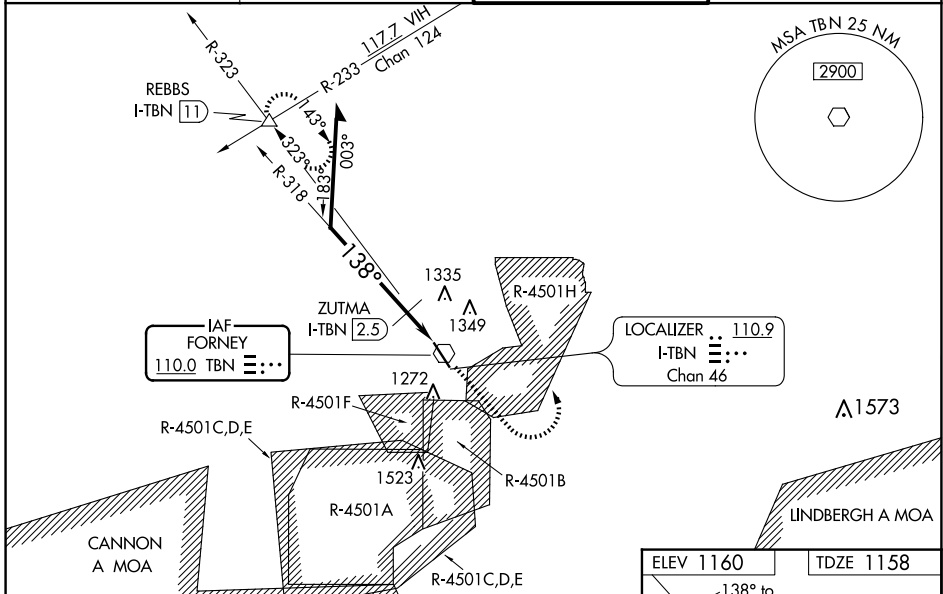 MSA TBN 25 NM
2900
R-323
117.7 VIH
Chan 124
R-233
REBBS
I-TBN 11
143°
323°
003°
183°
R-318
138°
1335
1349
R-4501H
ZUTMA
I-TBN 2.5
IAF
FORNEY
110.0 TBN
LOCALIZER 110.9
I-TBN
Chan 46
1272
R-4501F
1573
R-4501C,D,E
1523
R-4501B
R-4501A
LINDBERGH A MOA
CANNON
A MOA
R-4501C,D,E
ELEV 1160
TDZE 1158
138° to